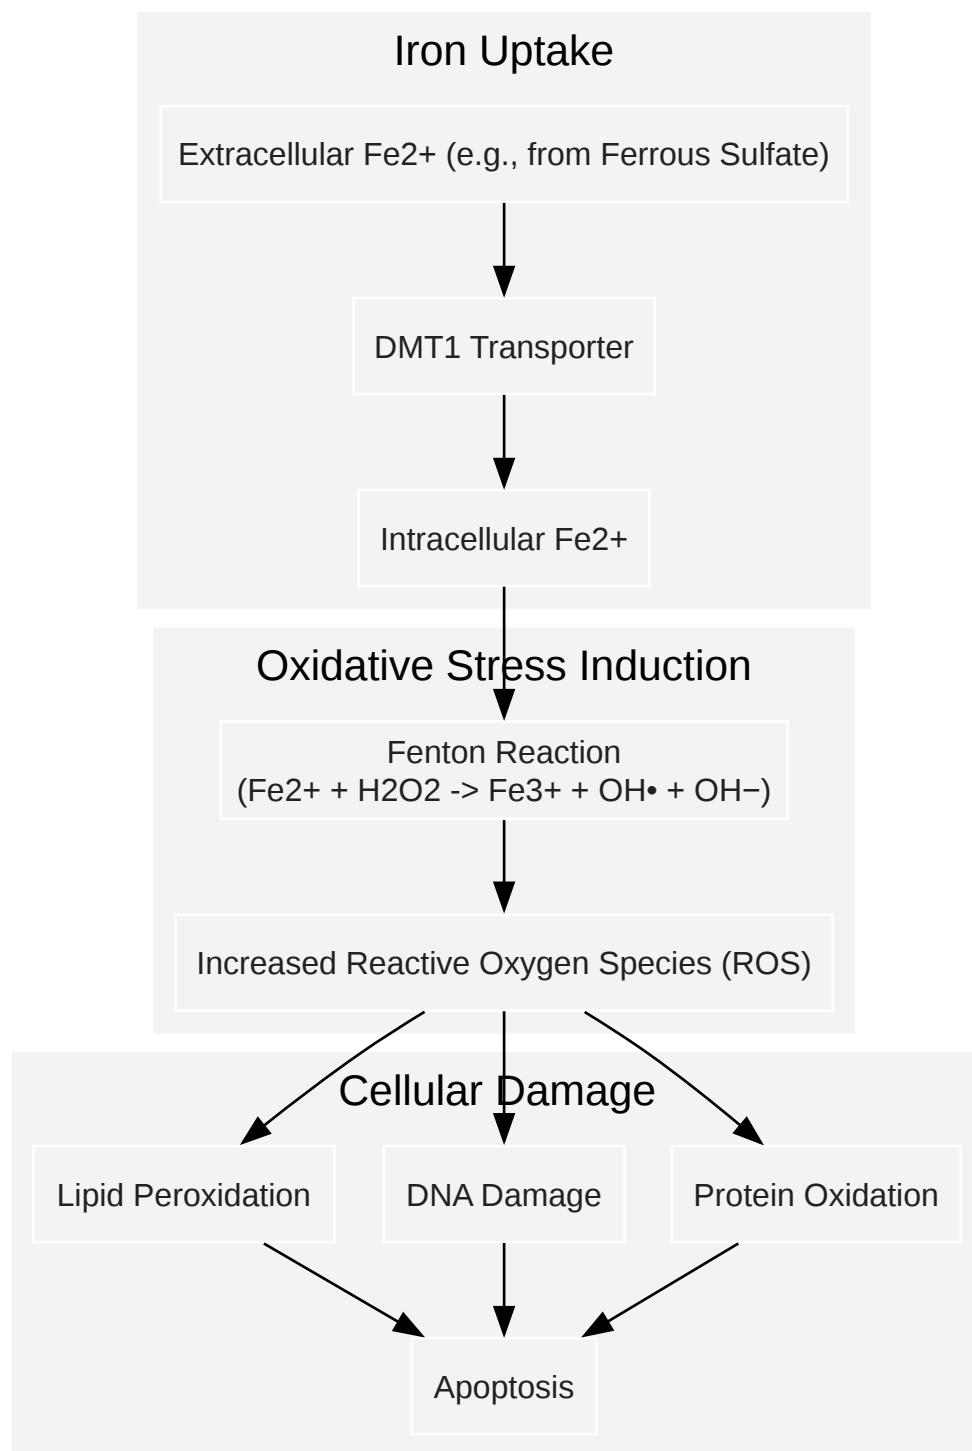 Iron Uptake
Extracellular Fe2+ (e.g., from Ferrous Sulfate)
DMT1 Transporter
Intracellular Fe2+
Oxidative Stress Induction
Fenton Reaction
(Fe2+ + H2O2 -> Fe3+ + OH• + OH−)
Increased Reactive Oxygen Species (ROS)
Cellular Damage
Lipid Peroxidation
DNA Damage
Protein Oxidation
Apoptosis